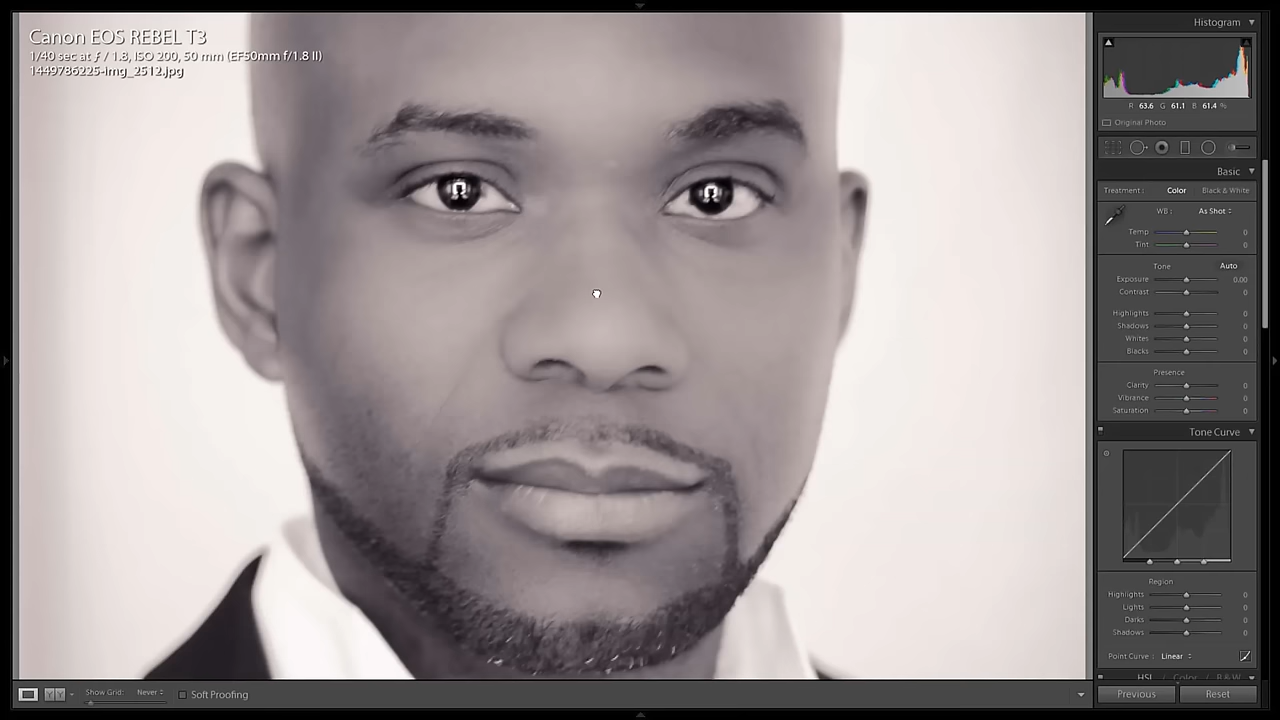 Canon EOS REBEL T3
1/40 sec at ƒ / 1.8, ISO 200, 50 mm (EF50mm f/1.8 II)
1449786225-img_2512.jpg
Histogram
R 63.6 G 61.1 B 61.4 %
Original Photo
Basic
Treatment : Color Black & White
WB : As Shot
Temp 0
Tint 0
Tone Auto
Exposure 0.00
Contrast 0
Highlights 0
Shadows 0
Whites 0
Blacks 0
Presence
Clarity 0
Vibrance 0
Saturation 0
Tone Curve
Region
Highlights 0
Lights 0
Darks 0
Shadows 0
Point Curve : Linear
HSL / Color / B & W
Previous Reset
Y Y Show Grid: Never Soft Proofing